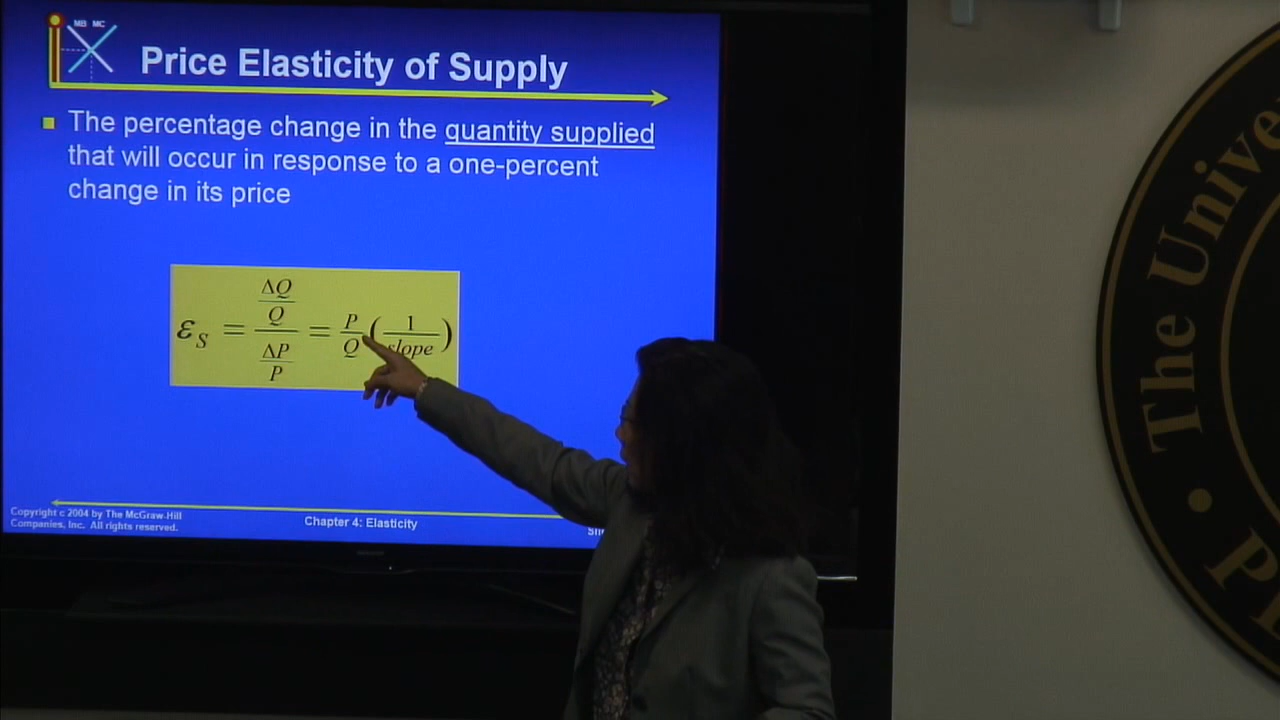 MB MC
Price Elasticity of Supply
The percentage change in the quantity supplied
that will occur in response to a one-percent
change in its price
εS = (ΔQ/Q)/(ΔP/P) = P/Q (1/slope)
Copyright c 2004 by The McGraw-Hill
Companies, Inc. All rights reserved.
Chapter 4: Elasticity
The